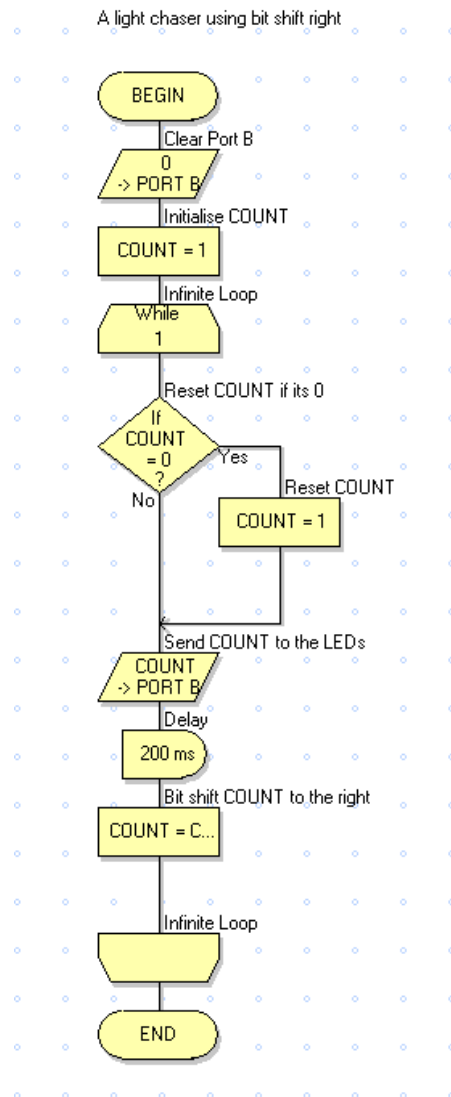 A light chaser using bit shift right
BEGIN
Clear Port B
0
-> PORT B
Initialise COUNT
COUNT = 1
Infinite Loop
While
1
Reset COUNT if its 0
If
COUNT
= 0
?
Yes
No
Reset COUNT
COUNT = 1
Send COUNT to the LEDs
COUNT
-> PORT B
Delay
200 ms
Bit shift COUNT to the right
COUNT = C...
Infinite Loop
END